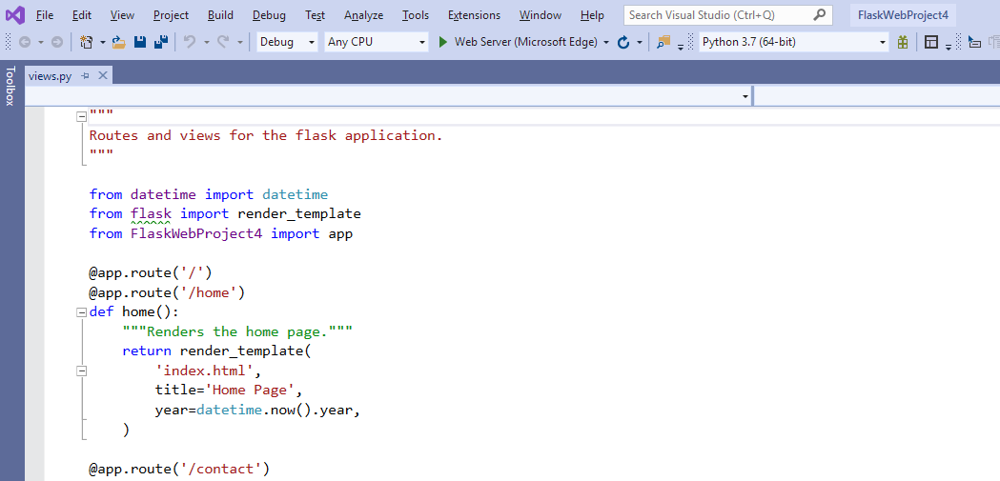 File Edit View Project Build Debug Test Analyze Tools Extensions Window Help Search Visual Studio (Ctrl+Q) FlaskWebProject4
Debug Any CPU Web Server (Microsoft Edge) Python 3.7 (64-bit)
Toolbox
views.py
"""
Routes and views for the flask application.
"""
from datetime import datetime
from flask import render_template
from FlaskWebProject4 import app
@app.route('/')
@app.route('/home')
def home():
"""Renders the home page."""
return render_template(
'index.html',
title='Home Page',
year=datetime.now().year,
)
@app.route('/contact')